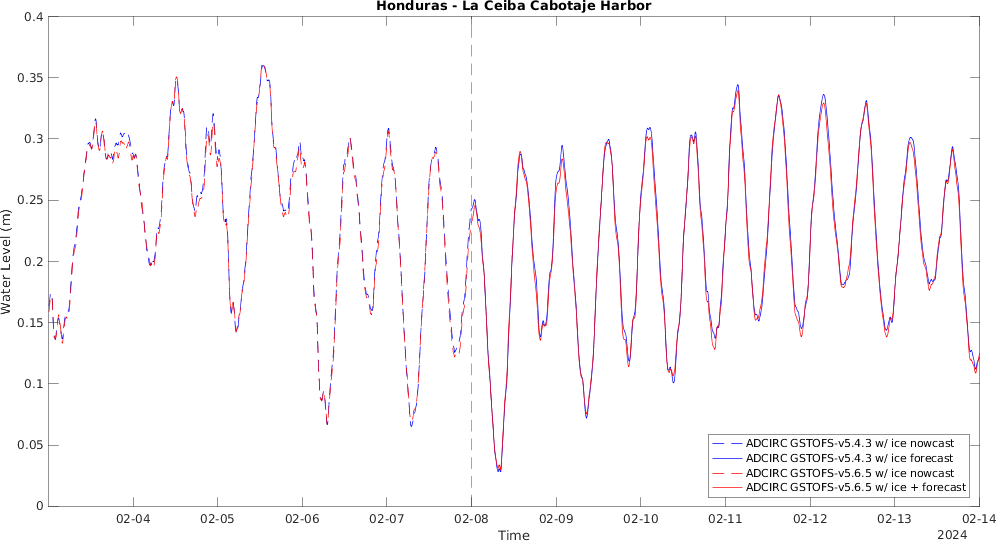 Honduras - La Ceiba Cabotaje Harbor
0.4
0.35
0.3
0.25
0.2
0.15
0.1
0.05
0
Water Level (m)
ADCIRC GSTOFS-v5.4.3 w/ ice nowcast
ADCIRC GSTOFS-v5.4.3 w/ ice forecast
ADCIRC GSTOFS-v5.6.5 w/ ice nowcast
ADCIRC GSTOFS-v5.6.5 w/ ice + forecast
02-04 02-05 02-06 02-07 02-08 02-09 02-10 02-11 02-12 02-13 02-14
Time
2024